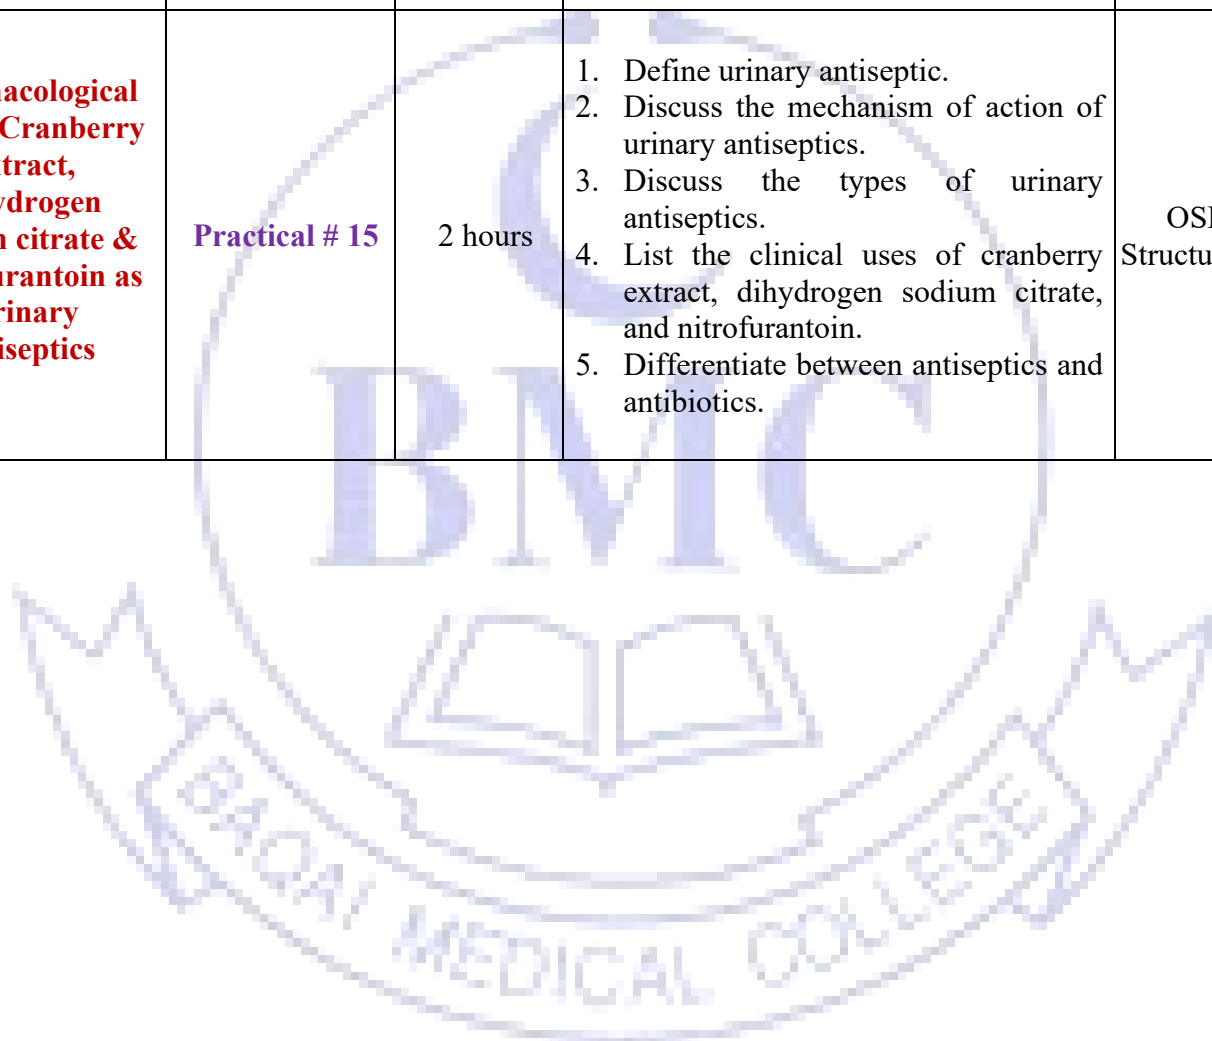 acological
Cranberry
tract,
ydrogen
citrate &
urantoin as
rinary
iseptics
Practical # 15
2 hours
1. Define urinary antiseptic.
2. Discuss the mechanism of action of
urinary antiseptics.
3. Discuss the types of urinary
antiseptics.
4. List the clinical uses of cranberry
extract, dihydrogen sodium citrate,
and nitrofurantoin.
5. Differentiate between antiseptics and
antibiotics.
OS
Structu
BMC
BAQAI MEDICAL COLLEGE